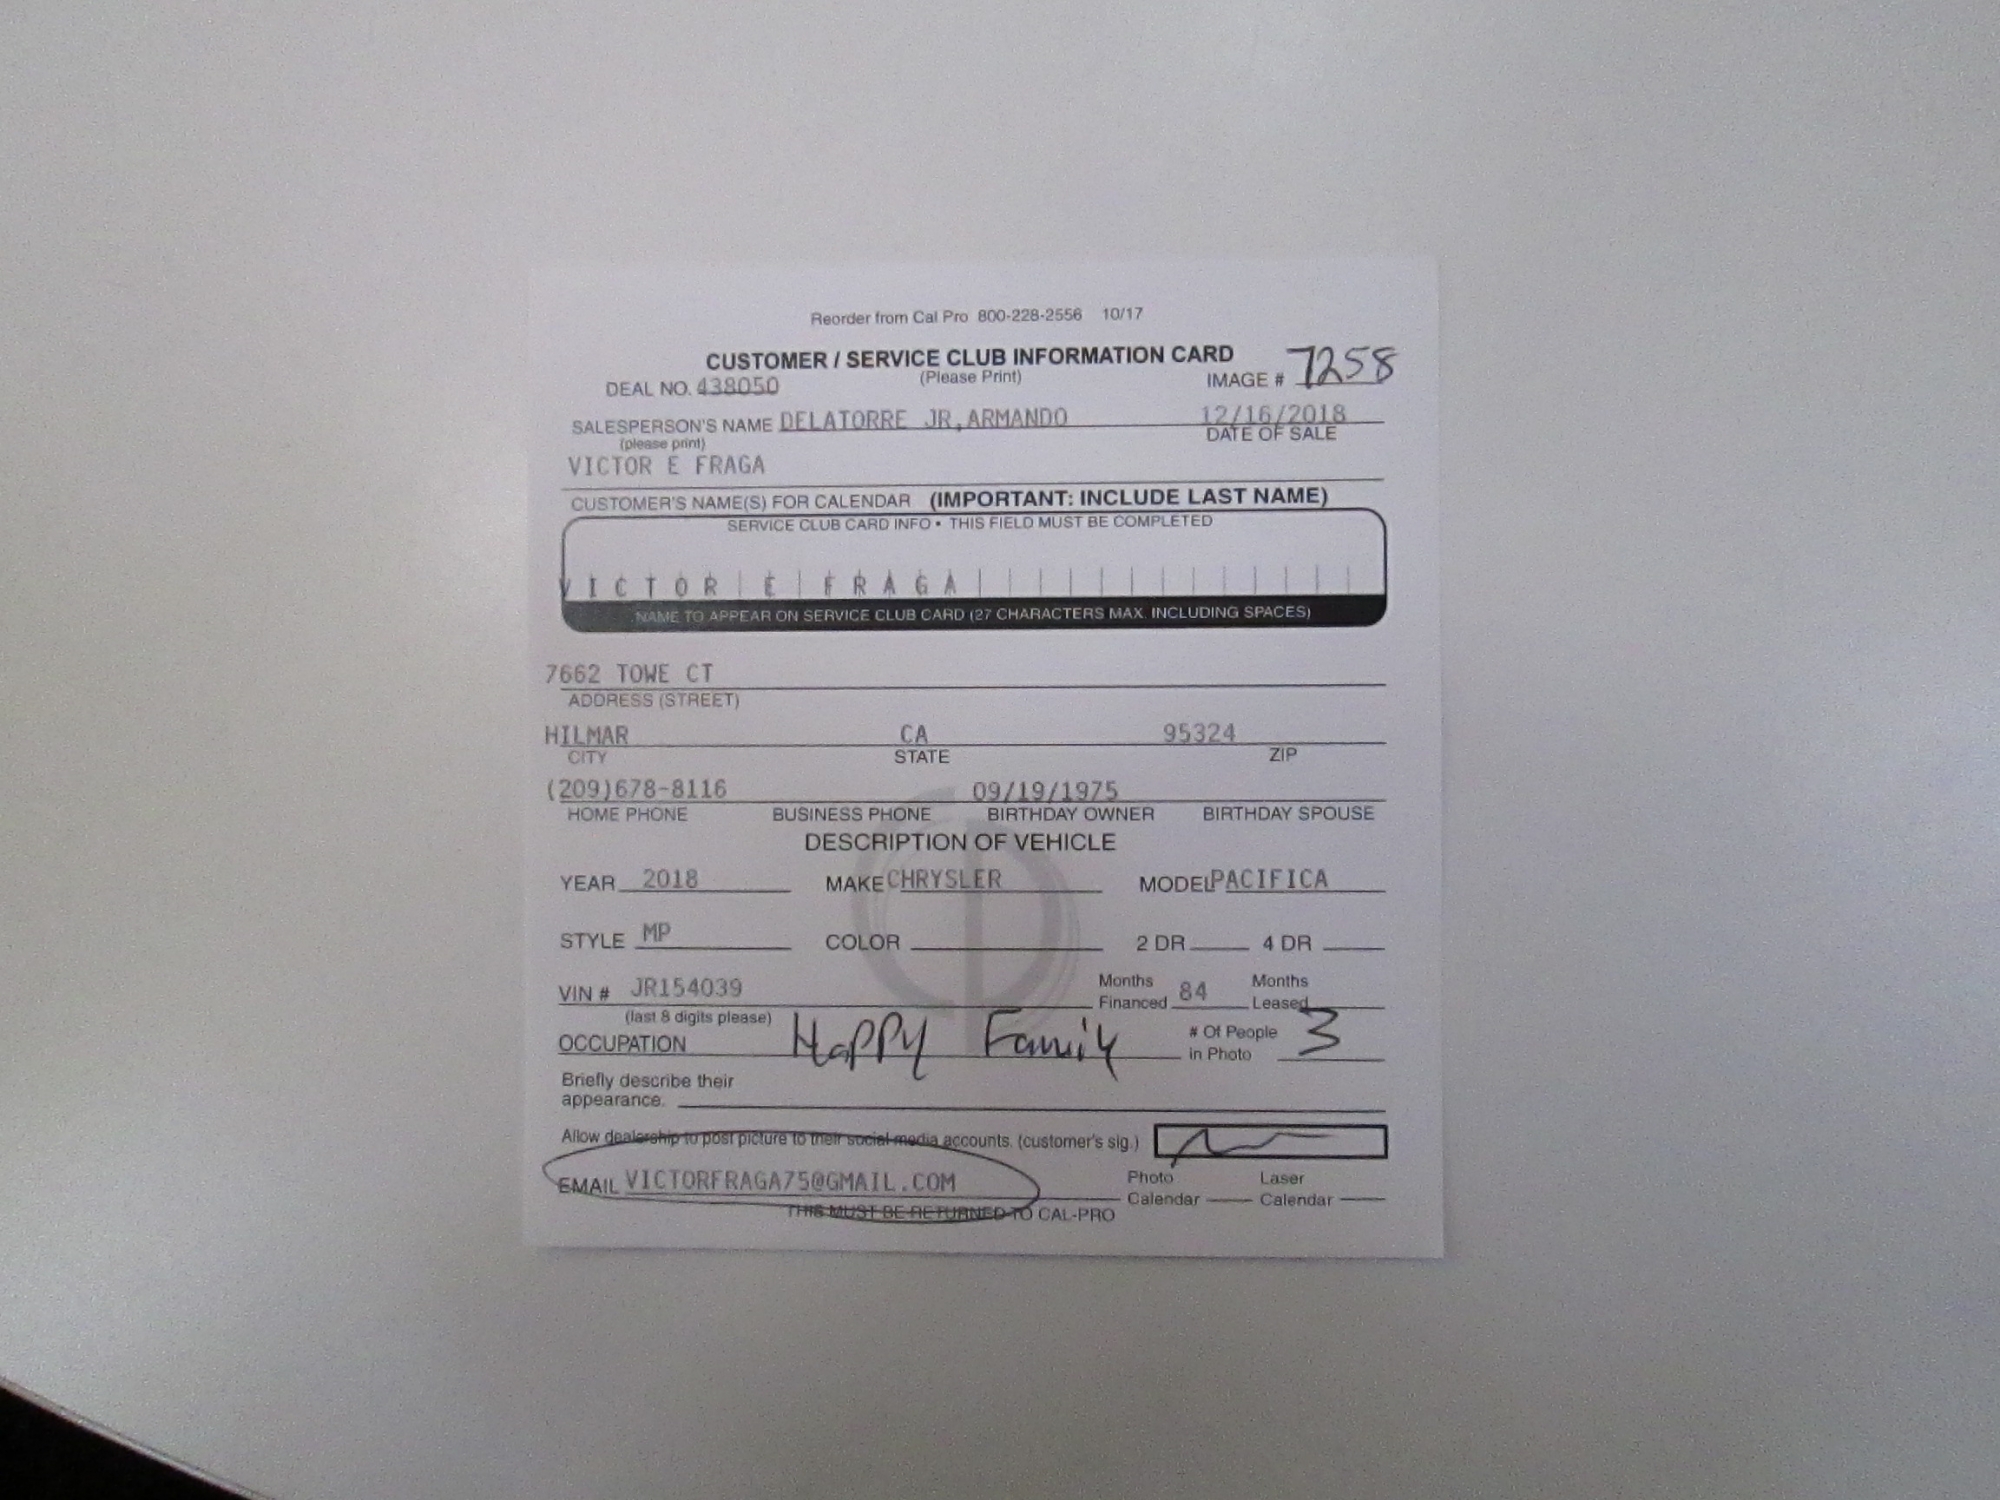 Reorder from Cal Pro 800-228-2556 10/17
CUSTOMER / SERVICE CLUB INFORMATION CARD
(Please Print)
DEAL NO. 438050 IMAGE # 7258
SALESPERSON'S NAME DELATORRE JR,ARMANDO 12/16/2018
(please print) DATE OF SALE
VICTOR E FRAGA
CUSTOMER'S NAME(S) FOR CALENDAR (IMPORTANT: INCLUDE LAST NAME)
SERVICE CLUB CARD INFO • THIS FIELD MUST BE COMPLETED
VICTOR E FRAGA
NAME TO APPEAR ON SERVICE CLUB CARD (27 CHARACTERS MAX. INCLUDING SPACES)
7662 TOWE CT
ADDRESS (STREET)
HILMAR CA 95324
CITY STATE ZIP
(209)678-8116 09/19/1975
HOME PHONE BUSINESS PHONE BIRTHDAY OWNER BIRTHDAY SPOUSE
DESCRIPTION OF VEHICLE
YEAR 2018 MAKE CHRYSLER MODEL PACIFICA
STYLE MP COLOR 2 DR 4 DR
VIN # JR154039 Months Financed 84 Months Leased
(last 8 digits please)
OCCUPATION Happy Family # Of People in Photo 3
Briefly describe their
appearance.
Allow dealership to post picture to their social media accounts. (customer's sig.)
EMAIL VICTORFRAGA75@GMAIL.COM Photo Calendar Laser Calendar
THIS MUST BE RETURNED TO CAL-PRO